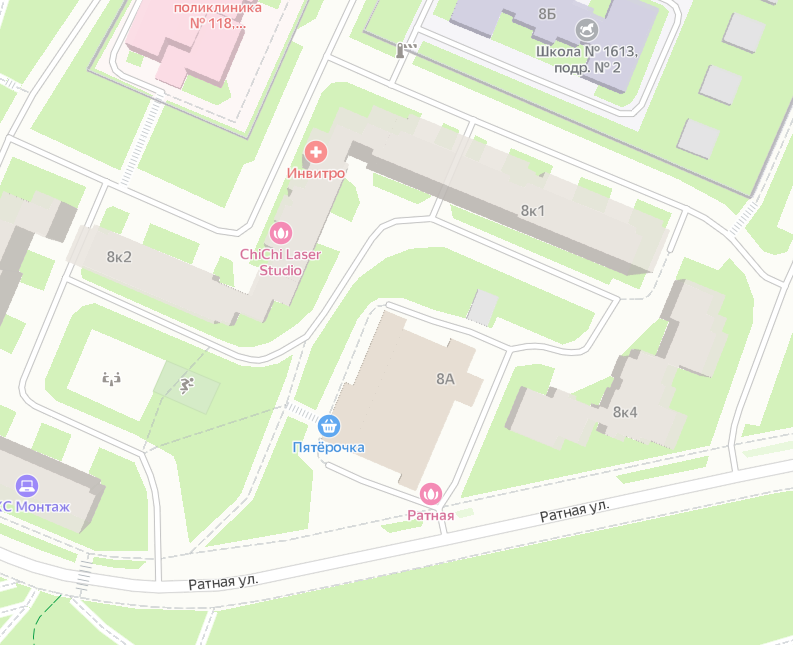 поликлиника
№ 118,...
8Б
Школа № 1613,
подр. № 2
Инвитро
8к1
ChiChi Laser
Studio
8к2
8А
8к4
Пятёрочка
КС Монтаж
Ратная
Ратная ул.
Ратная ул.